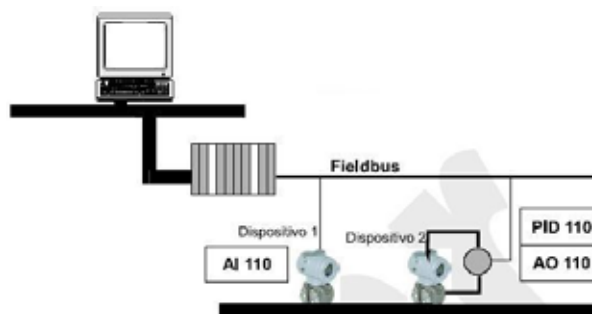 Fieldbus
Dispositivo 1
Dispositivo 2
PID 110
AI 110
AO 110